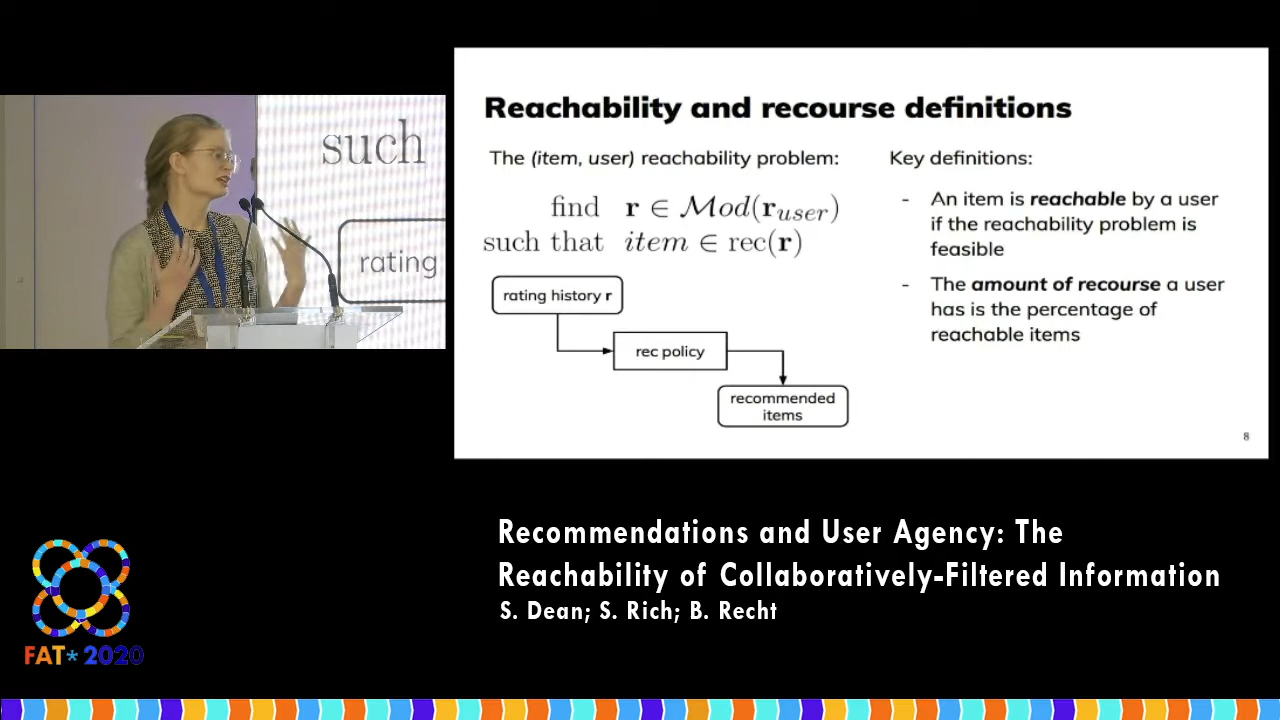 such
rating
Reachability and recourse definitions
The (item, user) reachability problem:
find r ∈ Mod(r_user)
such that item ∈ rec(r)
rating history r
rec policy
recommended
items
Key definitions:
- An item is reachable by a user
if the reachability problem is
feasible
- The amount of recourse a user
has is the percentage of
reachable items
8
Recommendations and User Agency: The
Reachability of Collaboratively-Filtered Information
S. Dean; S. Rich; B. Recht
FAT* 2020